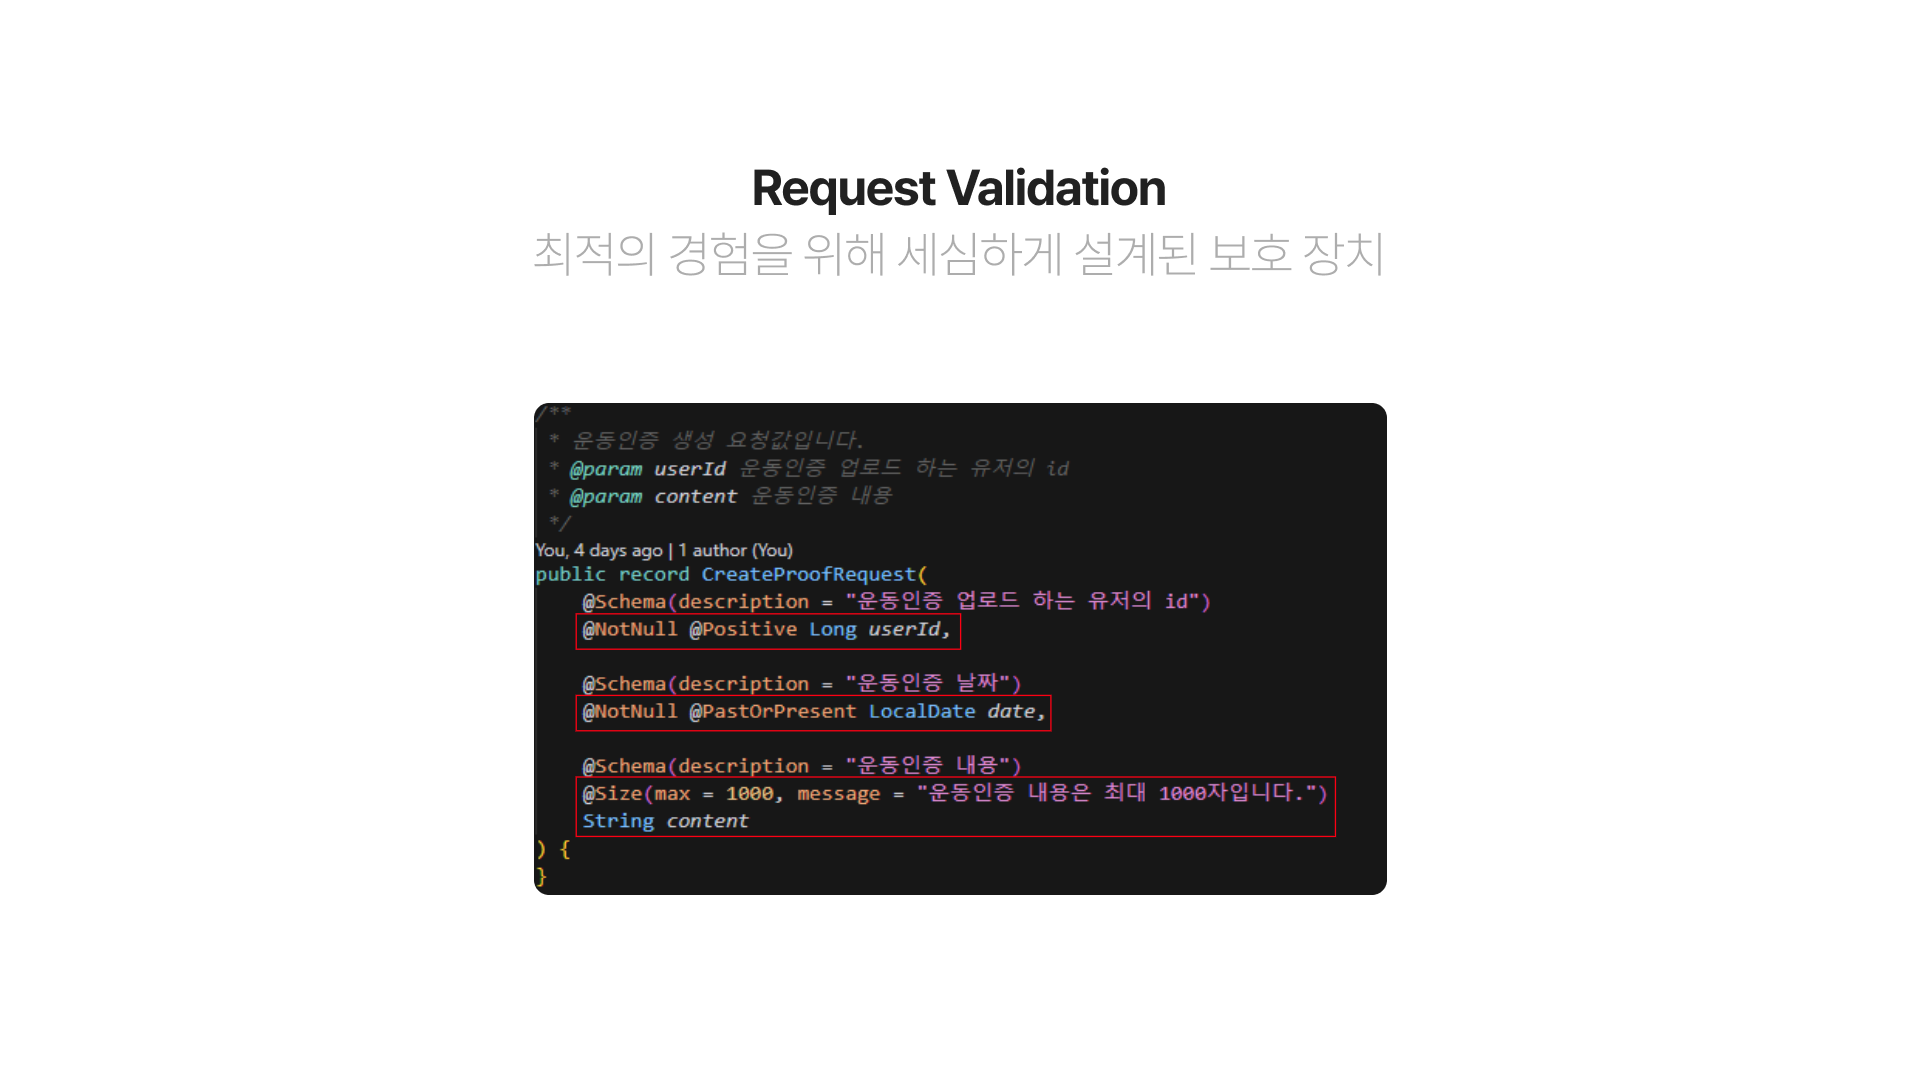 Request Validation
최적의 경험을 위해 세심하게 설계된 보호 장치
/**
 * 운동인증 생성 요청값입니다.
 * @param userId 운동인증 업로드 하는 유저의 id
 * @param content 운동인증 내용
 */
You, 4 days ago | 1 author (You)
public record CreateProofRequest(
    @Schema(description = "운동인증 업로드 하는 유저의 id")
    @NotNull @Positive Long userId,
    @Schema(description = "운동인증 날짜")
    @NotNull @PastOrPresent LocalDate date,
    @Schema(description = "운동인증 내용")
    @Size(max = 1000, message = "운동인증 내용은 최대 1000자입니다.")
    String content
) {
}